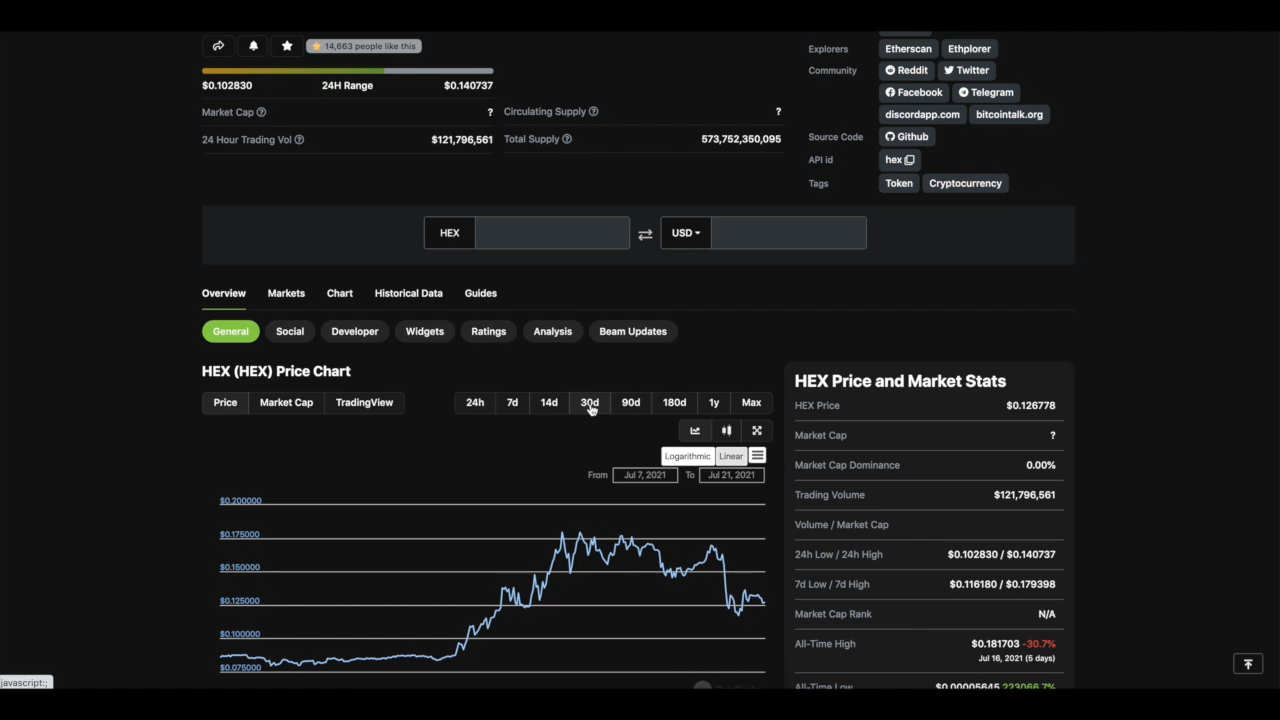 14,663 people like this
$0.102830 24H Range $0.140737
Market Cap ?
24 Hour Trading Vol $121,796,561
Circulating Supply ?
Total Supply 573,752,350,095
Explorers Etherscan Ethplorer
Community Reddit Twitter
Facebook Telegram
discordapp.com bitcointalk.org
Source Code Github
API id hex
Tags Token Cryptocurrency
HEX USD
Overview Markets Chart Historical Data Guides
General Social Developer Widgets Ratings Analysis Beam Updates
HEX (HEX) Price Chart
Price Market Cap TradingView 24h 7d 14d 30d 90d 180d 1y Max
Logarithmic Linear
From Jul 7, 2021 To Jul 21, 2021
$0.200000
$0.175000
$0.150000
$0.125000
$0.100000
$0.075000
HEX Price and Market Stats
HEX Price $0.126778
Market Cap ?
Market Cap Dominance 0.00%
Trading Volume $121,796,561
Volume / Market Cap
24h Low / 24h High $0.102830 / $0.140737
7d Low / 7d High $0.116180 / $0.179398
Market Cap Rank N/A
All-Time High $0.181703 -30.7%
Jul 16, 2021 (5 days)
All-Time Low $0.00005645 223066.7%
javascript:;